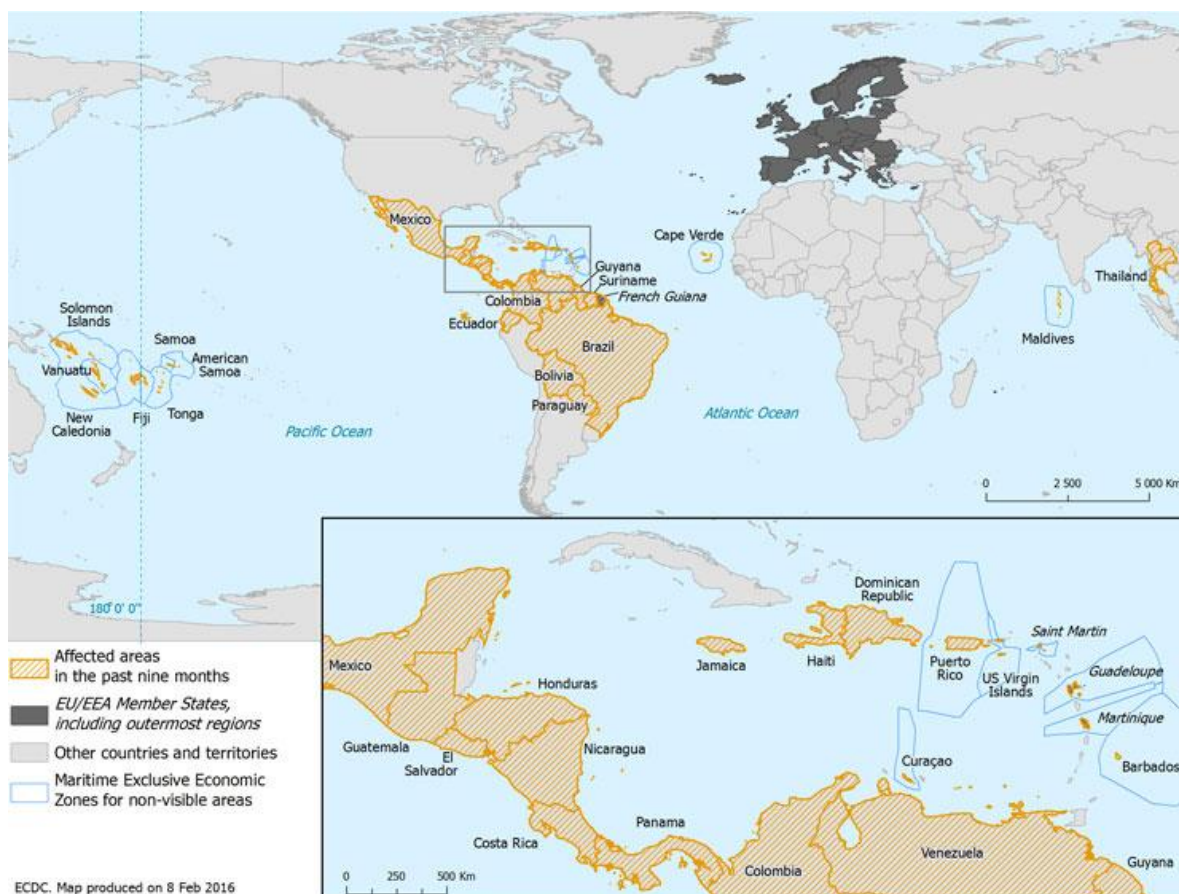 Mexico
Cape Verde
Guyana
Suriname
French Guiana
Colombia
Ecuador
Thailand
Maldives
Solomon
Islands
Samoa
American
Samoa
Vanuatu
New
Caledonia
Fiji
Tonga
Brazil
Bolivia
Paraguay
Pacific Ocean
Atlantic Ocean
0 2 500 5 000 Km
180° 0' 0"
Affected areas
in the past nine months
EU/EEA Member States,
including outermost regions
Other countries and territories
Maritime Exclusive Economic
Zones for non-visible areas
ECDC. Map produced on 8 Feb 2016
Dominican
Republic
Saint Martin
Mexico
Jamaica
Haiti
Puerto
Rico
US Virgin
Islands
Guadeloupe
Honduras
Martinique
Guatemala
El
Salvador
Nicaragua
Curaçao
Barbados
Costa Rica
Panama
Colombia
Venezuela
Guyana
0 250 500 Km